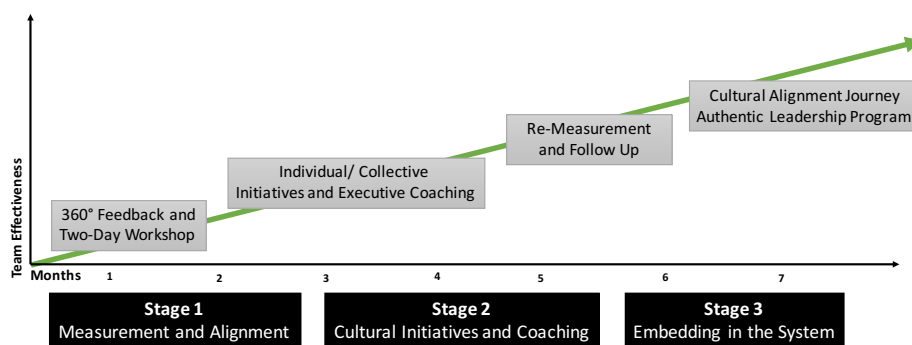 Team Effectiveness
Cultural Alignment Journey
Authentic Leadership Program
Re-Measurement
and Follow Up
Individual/ Collective
Initiatives and Executive Coaching
360° Feedback and
Two-Day Workshop
Months 1 2 3 4 5 6 7
Stage 1
Measurement and Alignment
Stage 2
Cultural Initiatives and Coaching
Stage 3
Embedding in the System